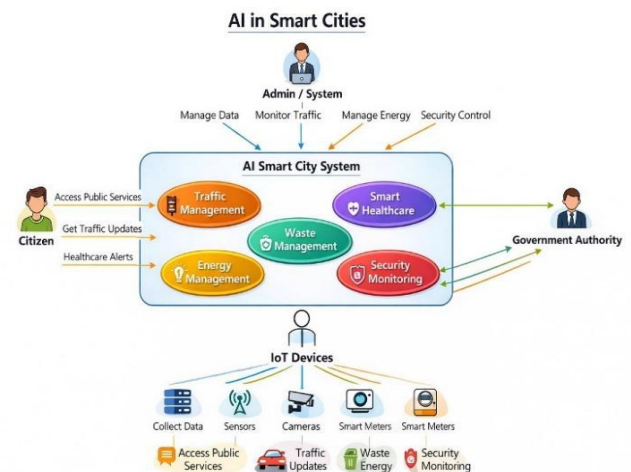 AI in Smart Cities
Admin / System
Manage Data
Monitor Traffic
Manage Energy
Security Control
AI Smart City System
Access Public Services
Get Traffic Updates
Healthcare Alerts
Citizen
Traffic
Management
Smart
Healthcare
Waste
Management
Energy
Management
Security
Monitoring
Government Authority
IoT Devices
Collect Data
Sensors
Cameras
Smart Meters
Smart Meters
Access Public
Services
Traffic
Updates
Waste
Energy
Security
Monitoring